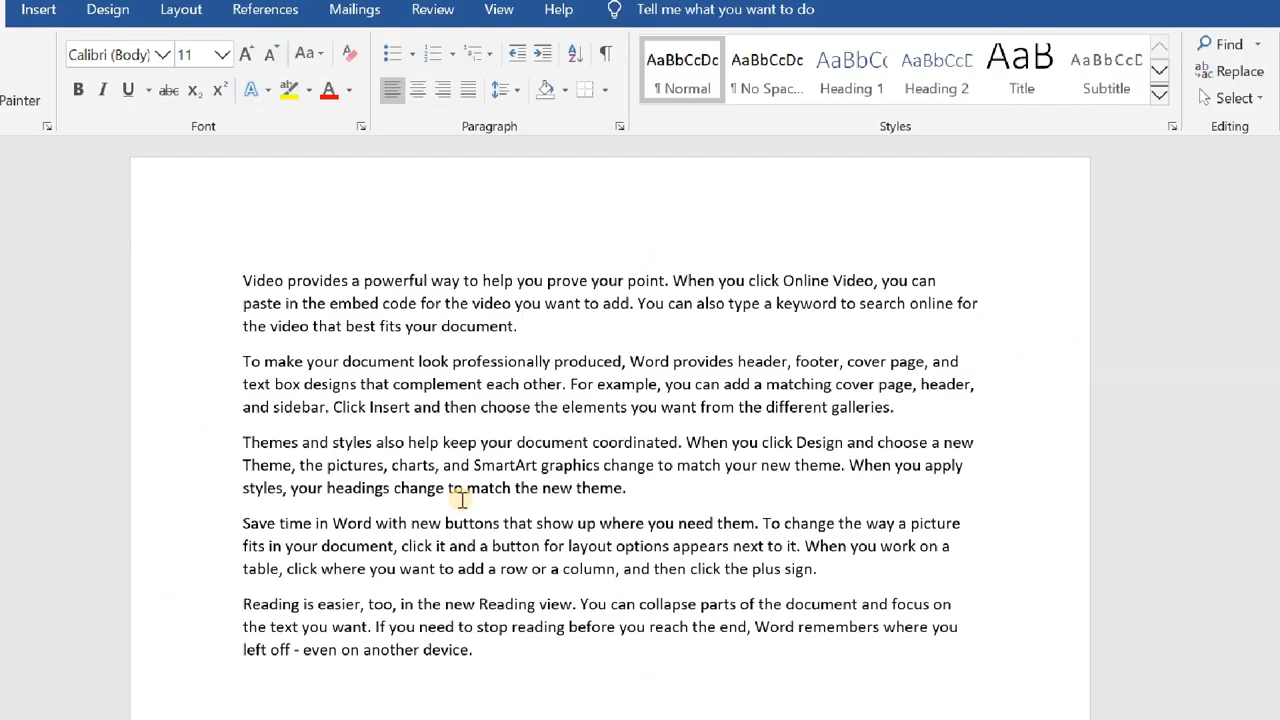 Insert Design Layout References Mailings Review View Help Tell me what you want to do
Calibri (Body) 11 Aa
Painter
B I U abc X₂ X² A A
Font
Paragraph
AaBbCcDc AaBbCcDc AaBbCc AaBbCcD AaB AaBbCcD
¶ Normal ¶ No Spac... Heading 1 Heading 2 Title Subtitle
Styles
Find
Replace
Select
Editing
Video provides a powerful way to help you prove your point. When you click Online Video, you can
paste in the embed code for the video you want to add. You can also type a keyword to search online for
the video that best fits your document.
To make your document look professionally produced, Word provides header, footer, cover page, and
text box designs that complement each other. For example, you can add a matching cover page, header,
and sidebar. Click Insert and then choose the elements you want from the different galleries.
Themes and styles also help keep your document coordinated. When you click Design and choose a new
Theme, the pictures, charts, and SmartArt graphics change to match your new theme. When you apply
styles, your headings change to match the new theme.
Save time in Word with new buttons that show up where you need them. To change the way a picture
fits in your document, click it and a button for layout options appears next to it. When you work on a
table, click where you want to add a row or a column, and then click the plus sign.
Reading is easier, too, in the new Reading view. You can collapse parts of the document and focus on
the text you want. If you need to stop reading before you reach the end, Word remembers where you
left off - even on another device.